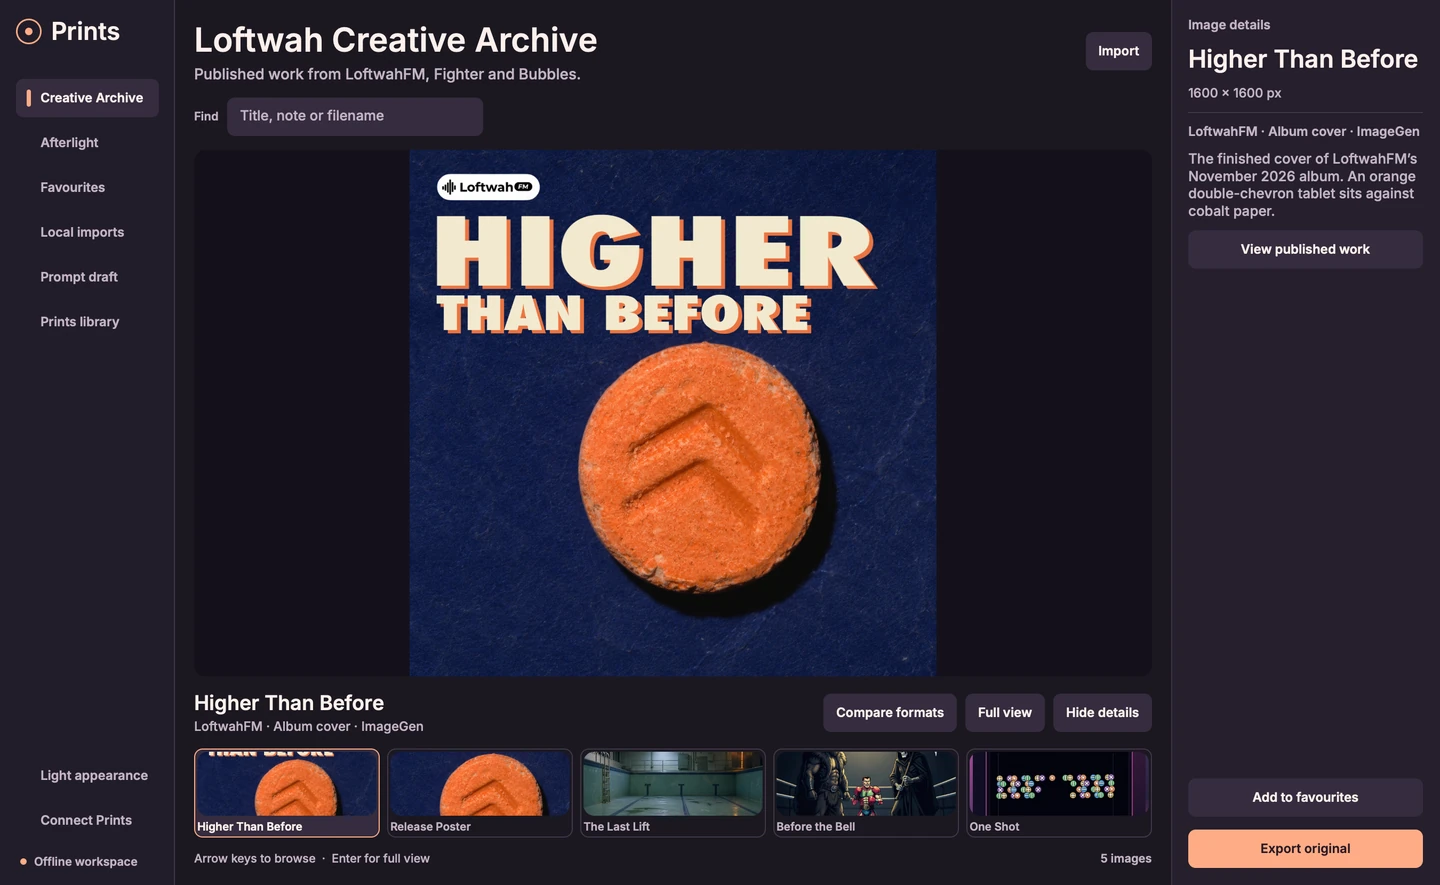 Prints
Creative Archive
Afterlight
Favourites
Local imports
Prompt draft
Prints library
Light appearance
Connect Prints
Offline workspace
Loftwah Creative Archive
Published work from LoftwahFM, Fighter and Bubbles.
Import
Find
Title, note or filename
Loftwah FM
HIGHER
THAN BEFORE
Higher Than Before
LoftwahFM · Album cover · ImageGen
Compare formats
Full view
Hide details
THAN BEFORE
Higher Than Before
Release Poster
The Last Lift
Before the Bell
One Shot
Arrow keys to browse · Enter for full view
5 images
Image details
Higher Than Before
1600 × 1600 px
LoftwahFM · Album cover · ImageGen
The finished cover of LoftwahFM’s
November 2026 album. An orange
double-chevron tablet sits against
cobalt paper.
View published work
Add to favourites
Export original